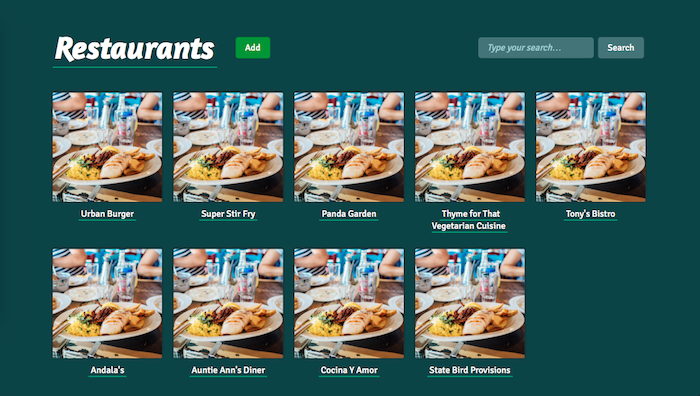 Restaurants
Add
Type your search...
Search
Urban Burger
Super Stir Fry
Panda Garden
Thyme for That
Vegetarian Cuisine
Tony's Bistro
Andala's
Auntie Ann's Diner
Cocina Y Amor
State Bird Provisions